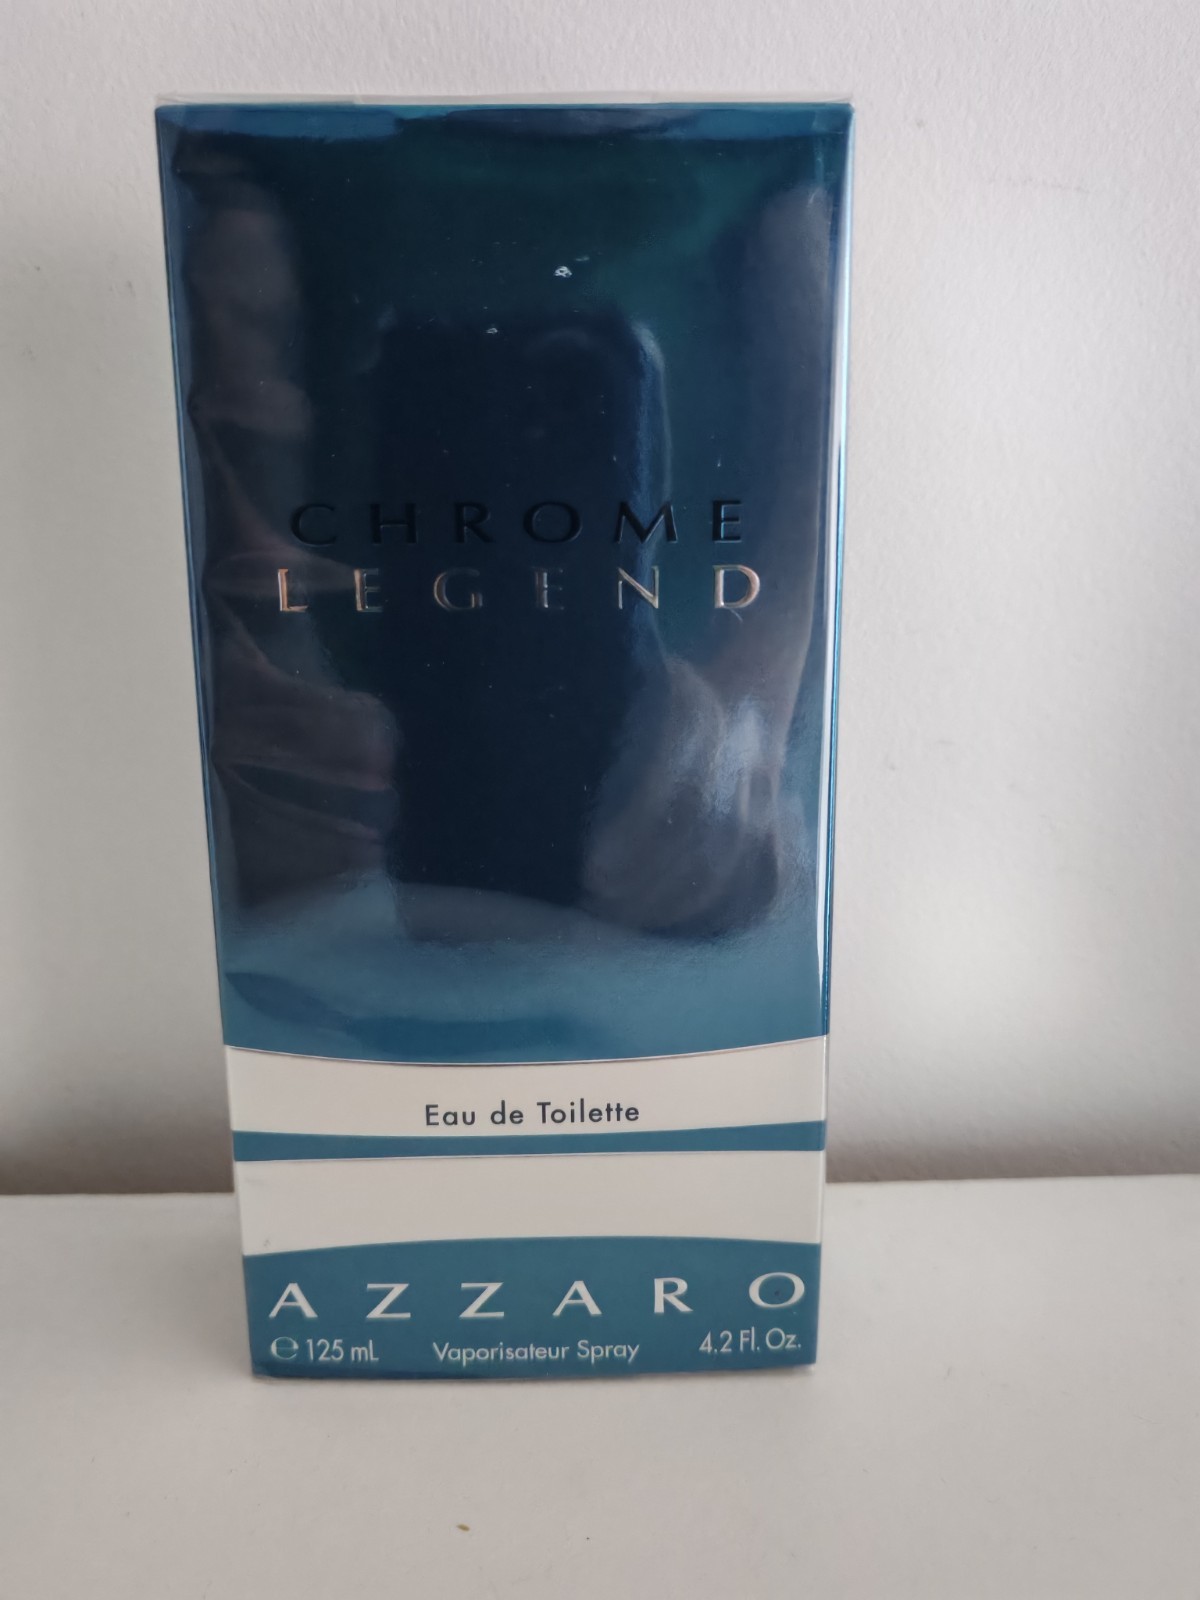 CHROME
LEGEND
Eau de Toilette
AZZARO
℮ 125 mL Vaporisateur Spray 4.2 Fl. Oz.